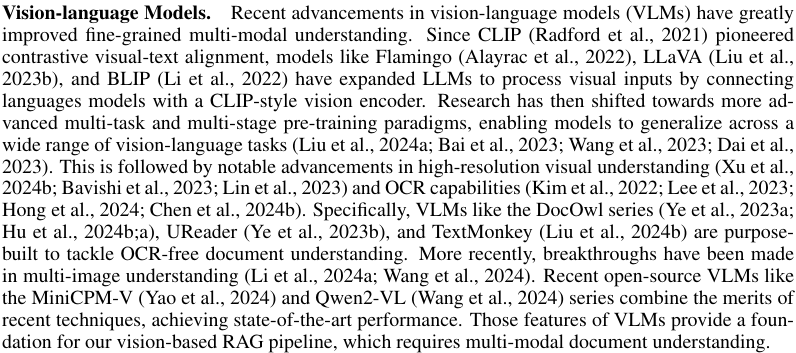 Vision-language Models. Recent advancements in vision-language models (VLMs) have greatly
improved fine-grained multi-modal understanding. Since CLIP (Radford et al., 2021) pioneered
contrastive visual-text alignment, models like Flamingo (Alayrac et al., 2022), LLaVA (Liu et al.,
2023b), and BLIP (Li et al., 2022) have expanded LLMs to process visual inputs by connecting
languages models with a CLIP-style vision encoder. Research has then shifted towards more ad-
vanced multi-task and multi-stage pre-training paradigms, enabling models to generalize across a
wide range of vision-language tasks (Liu et al., 2024a; Bai et al., 2023; Wang et al., 2023; Dai et al.,
2023). This is followed by notable advancements in high-resolution visual understanding (Xu et al.,
2024b; Bavishi et al., 2023; Lin et al., 2023) and OCR capabilities (Kim et al., 2022; Lee et al., 2023;
Hong et al., 2024; Chen et al., 2024b). Specifically, VLMs like the DocOwl series (Ye et al., 2023a;
Hu et al., 2024b;a), UReader (Ye et al., 2023b), and TextMonkey (Liu et al., 2024b) are purpose-
built to tackle OCR-free document understanding. More recently, breakthroughs have been made
in multi-image understanding (Li et al., 2024a; Wang et al., 2024). Recent open-source VLMs like
the MiniCPM-V (Yao et al., 2024) and Qwen2-VL (Wang et al., 2024) series combine the merits of
recent techniques, achieving state-of-the-art performance. Those features of VLMs provide a foun-
dation for our vision-based RAG pipeline, which requires multi-modal document understanding.